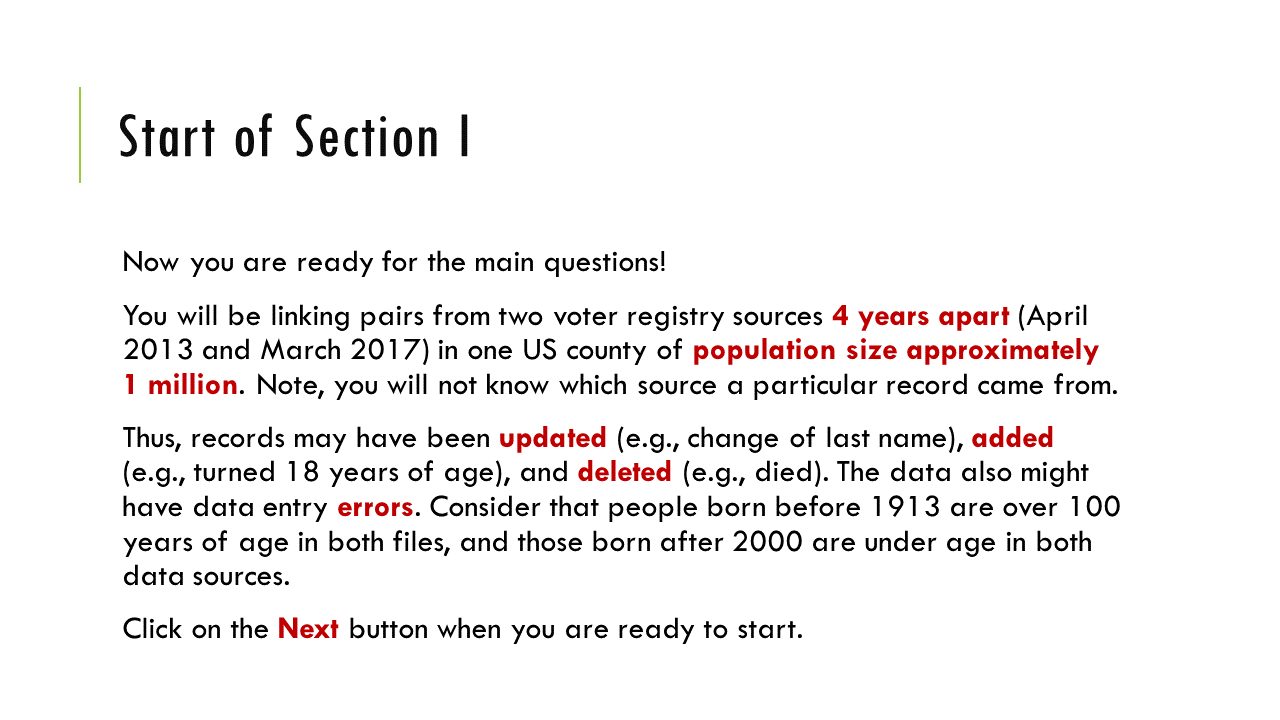 Start of Section I
Now you are ready for the main questions!
You will be linking pairs from two voter registry sources 4 years apart (April
2013 and March 2017) in one US county of population size approximately
1 million. Note, you will not know which source a particular record came from.
Thus, records may have been updated (e.g., change of last name), added
(e.g., turned 18 years of age), and deleted (e.g., died). The data also might
have data entry errors. Consider that people born before 1913 are over 100
years of age in both files, and those born after 2000 are under age in both
data sources.
Click on the Next button when you are ready to start.